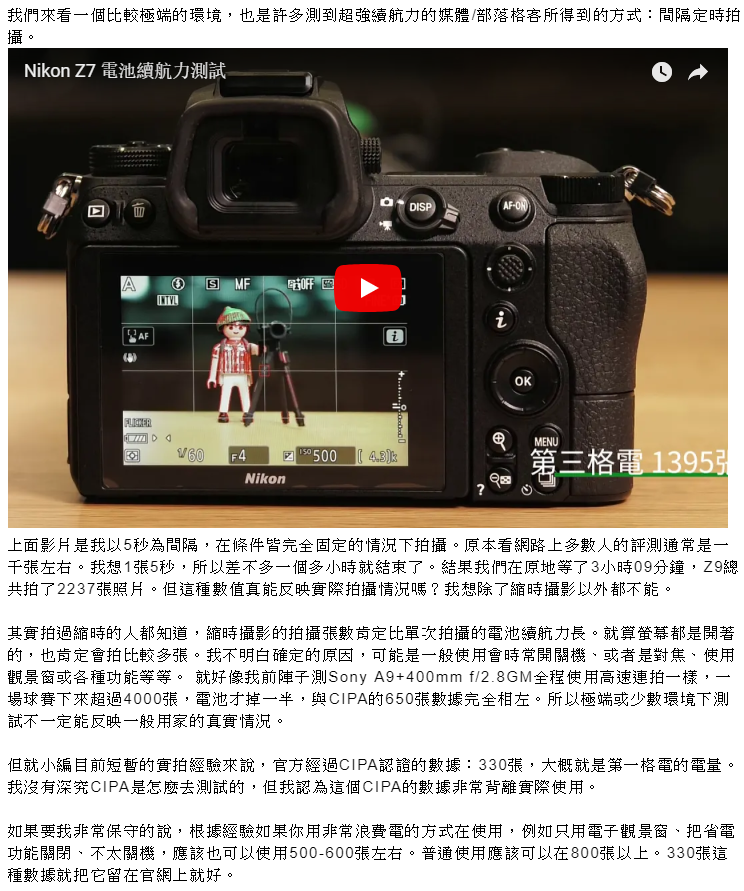 我們來看一個比較極端的環境，也是許多測到超強續航力的媒體/部落格客所得到的方式：間隔定時拍
攝。
Nikon Z7 電池續航力測試
DISP
AF-ON
A
S
MF
OFF
AF
i
i
OK
FLICKER
1/60
F4
ISO 500
[ 4.3]k
MENU
Nikon
?
第三格電 1395張
上面影片是我以5秒為間隔，在條件皆完全固定的情況下拍攝。原本看網路上多數人的評測通常是一
千張左右。我想1張5秒，所以差不多一個多小時就結束了。結果我們在原地等了3小時09分鐘，Z9總
共拍了2237張照片。但這種數值真能反映實際拍攝情況嗎？我想除了縮時攝影以外都不能。
其實拍過縮時的人都知道，縮時攝影的拍攝張數肯定比單次拍攝的電池續航力長。就算螢幕都是開著
的，也肯定會拍比較多張。我不明白確定的原因，可能是一般使用會時常開關機、或者是對焦、使用
觀景窗或各種功能等等。 就好像我前陣子測Sony A9+400mm f/2.8GM全程使用高速連拍一樣，一
場球賽下來超過4000張，電池才掉一半，與CIPA的650張數據完全相左。所以極端或少數環境下測
試不一定能反映一般用家的真實情況。
但就小編目前短暫的實拍經驗來說，官方經過CIPA認證的數據：330張，大概就是第一格電的電量。
我沒有深究CIPA是怎麼去測試的，但我認為這個CIPA的數據非常背離實際使用。
如果要我非常保守的說，根據經驗如果你用非常浪費電的方式在使用，例如只用電子觀景窗、把省電
功能關閉、不太關機，應該也可以使用500-600張左右。普通使用應該可以在800張以上。330張這
種數據就把它留在官網上就好。